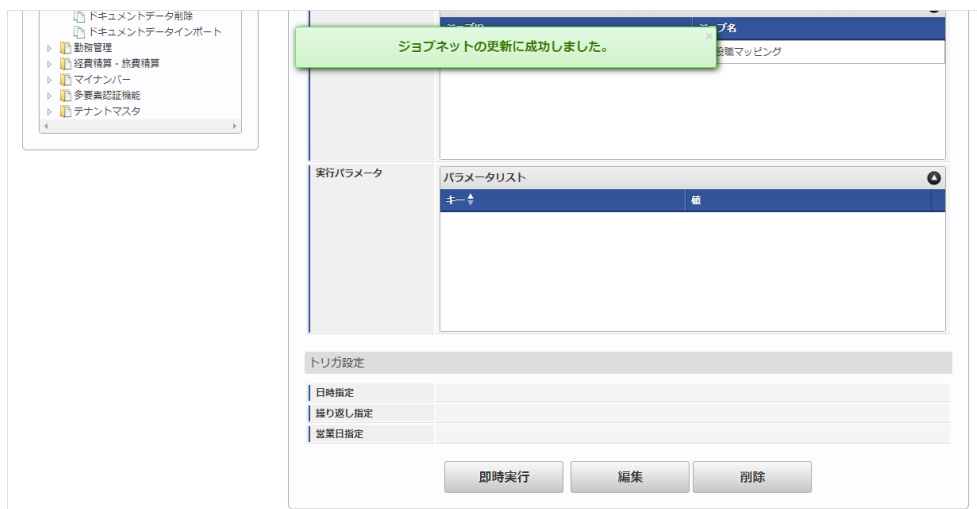 ドキュメントデータ削除
ドキュメントデータインポート
勤務管理
経費精算・旅費精算
マイナンバー
多要素認証機能
テナントマスタ
ジョブネットの更新に成功しました。
×
ブ名
役職マッピング
実行パラメータ
パラメータリスト
キー
値
トリガ設定
日時指定
繰り返し指定
営業日指定
即時実行
編集
削除